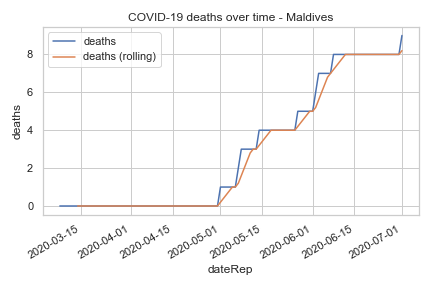 COVID-19 deaths over time - Maldives
deaths
deaths (rolling)
deaths
8
6
4
2
0
2020-03-15
2020-04-01
2020-04-15
2020-05-01
2020-05-15
2020-06-01
2020-06-15
2020-07-01
dateRep